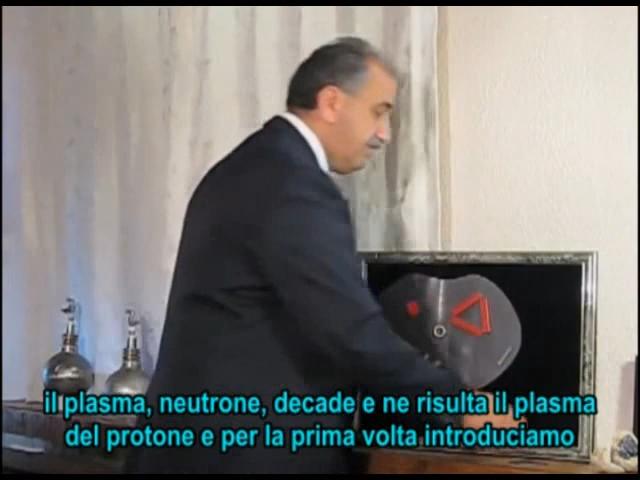 il plasma, neutrone, decade e ne risulta il plasma
del protone e per la prima volta introduciamo